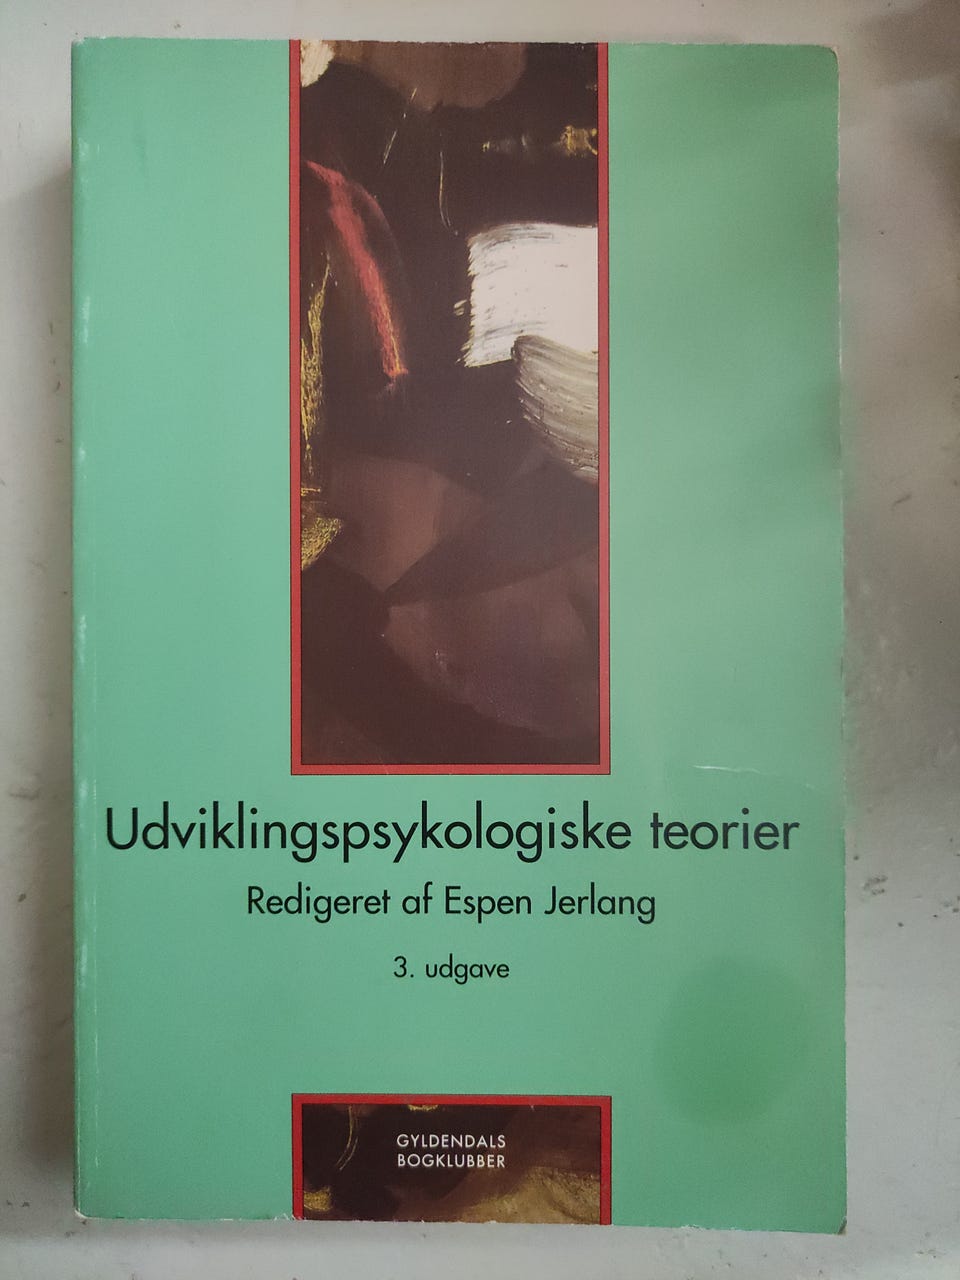 Udviklingspsykologiske teorier
Redigeret af Espen Jerlang
3. udgave
GYLDENDALS
BOGKLUBBER